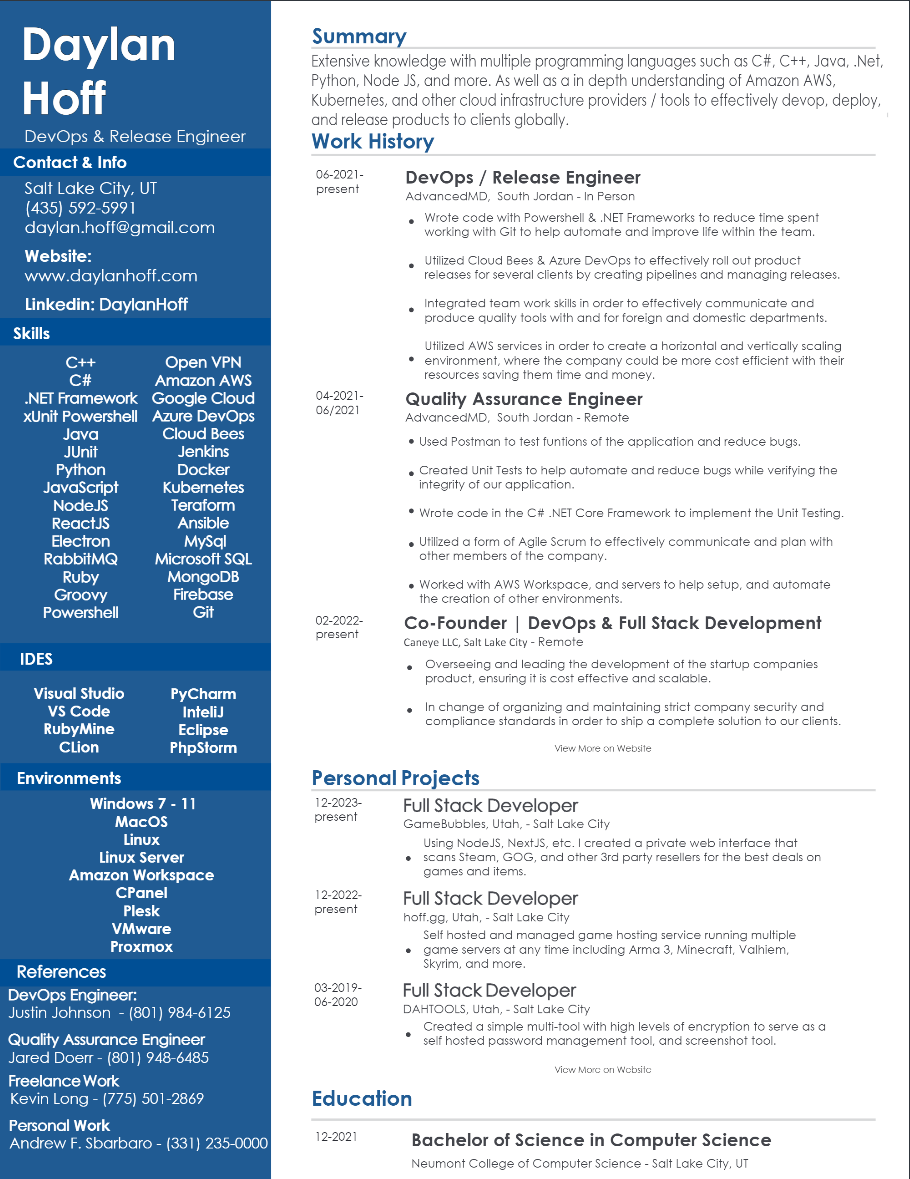 Daylan
Hoff
DevOps & Release Engineer
Contact & Info
Salt Lake City, UT
(435) 592-5991
daylan.hoff@gmail.com
Website:
www.daylanhoff.com
Linkedin: DaylanHoff
Skills
C++
C#
.NET Framework
xUnit Powershell
Java
JUnit
Python
JavaScript
NodeJS
ReactJS
Electron
RabbitMQ
Ruby
Groovy
Powershell
Open VPN
Amazon AWS
Google Cloud
Azure DevOps
Cloud Bees
Jenkins
Docker
Kubernetes
Teraform
Ansible
MySql
Microsoft SQL
MongoDB
Firebase
Git
IDES
Visual Studio
VS Code
RubyMine
CLion
PyCharm
InteliJ
Eclipse
PhpStorm
Environments
Windows 7 - 11
MacOS
Linux
Linux Server
Amazon Workspace
CPanel
Plesk
VMware
Proxmox
References
DevOps Engineer:
Justin Johnson - (801) 984-6125
Quality Assurance Engineer
Jared Doerr - (801) 948-6485
Freelance Work
Kevin Long - (775) 501-2869
Personal Work
Andrew F. Sbarbaro - (331) 235-0000
Summary
Extensive knowledge with multiple programming languages such as C#, C++, Java, .Net,
Python, Node JS, and more. As well as a in depth understanding of Amazon AWS,
Kubernetes, and other cloud infrastructure providers / tools to effectively devop, deploy,
and release products to clients globally.
Work History
06-2021-
present
DevOps / Release Engineer
AdvancedMD, South Jordan - In Person
• Wrote code with Powershell & .NET Frameworks to reduce time spent
working with Git to help automate and improve life within the team.
• Utilized Cloud Bees & Azure DevOps to effectively roll out product
releases for several clients by creating pipelines and managing releases.
• Integrated team work skills in order to effectively communicate and
produce quality tools with and for foreign and domestic departments.
• Utilized AWS services in order to create a horizontal and vertically scaling
environment, where the company could be more cost efficient with their
resources saving them time and money.
04-2021-
06/2021
Quality Assurance Engineer
AdvancedMD, South Jordan - Remote
• Used Postman to test funtions of the application and reduce bugs.
• Created Unit Tests to help automate and reduce bugs while verifying the
integrity of our application.
• Wrote code in the C# .NET Core Framework to implement the Unit Testing.
• Utilized a form of Agile Scrum to effectively communicate and plan with
other members of the company.
• Worked with AWS Workspace, and servers to help setup, and automate
the creation of other environments.
02-2022-
present
Co-Founder | DevOps & Full Stack Development
Caneye LLC, Salt Lake City - Remote
• Overseeing and leading the development of the startup companies
product, ensuring it is cost effective and scalable.
• In change of organizing and maintaining strict company security and
compliance standards in order to ship a complete solution to our clients.
View More on Website
Personal Projects
12-2023-
present
Full Stack Developer
GameBubbles, Utah, - Salt Lake City
• Using NodeJS, NextJS, etc. I created a private web interface that
scans Steam, GOG, and other 3rd party resellers for the best deals on
games and items.
12-2022-
present
Full Stack Developer
hoff.gg, Utah, - Salt Lake City
• Self hosted and managed game hosting service running multiple
game servers at any time including Arma 3, Minecraft, Valhiem,
Skyrim, and more.
03-2019-
06-2020
Full Stack Developer
DAHTOOLS, Utah, - Salt Lake City
• Created a simple multi-tool with high levels of encryption to serve as a
self hosted password management tool, and screenshot tool.
View More on Website
Education
12-2021
Bachelor of Science in Computer Science
Neumont College of Computer Science - Salt Lake City, UT